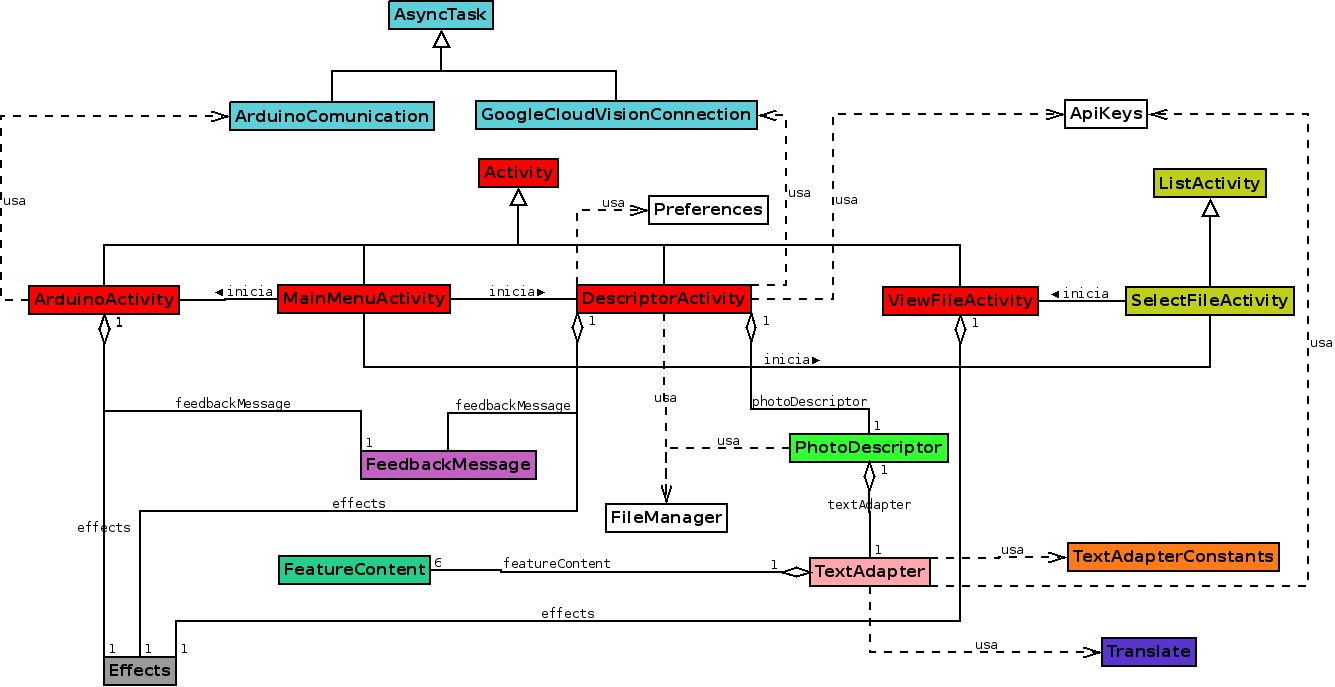 AsyncTask
ArduinoComunication
GoogleCloudVisionConnection
ApiKeys
Activity
ListActivity
usa
usa
usa
usa
Preferences
ArduinoActivity
inicia
MainMenuActivity
inicia
DescriptorActivity
ViewFileActivity
inicia
SelectFileActivity
1
1
1
1
usa
inicia
usa
feedbackMessage
feedbackMessage
photoDescriptor
1
1
FeedbackMessage
usa
PhotoDescriptor
1
effects
effects
textAdapter
FileManager
FeatureContent
6
featureContent
1
1
TextAdapter
usa
TextAdapterConstants
effects
1
1
1
Effects
usa
Translate